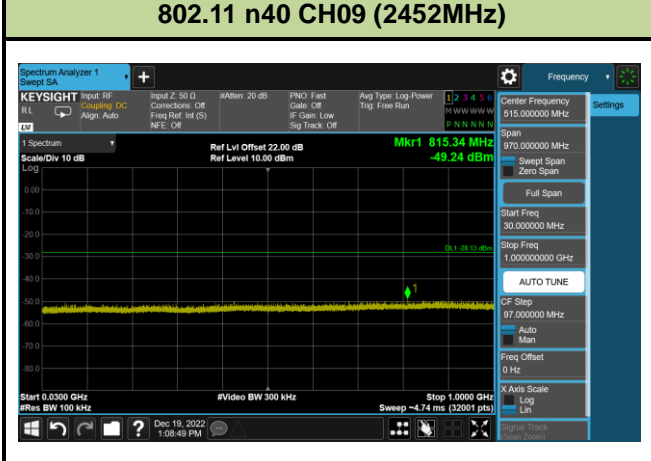 802.11 n40 CH09 (2452MHz)
Spectrum Analyzer 1
Swept SA
Frequency
KEYSIGHT
Input: RF
Input Z: 50 Ω
#Atten: 20 dB
PNO: Fast
Avg Type: Log-Power
1 2 3 4 5 6
R L
Coupling: DC
Corrections: Off
Gate: Off
Trig: Free Run
M W W W W W
Align: Auto
Freq Ref: Int (S)
IF Gain: Low
P N N N N N
LXI
NFE: Off
Sig Track: Off
1 Spectrum
Ref Lvl Offset 22.00 dB
Mkr1 815.34 MHz
Scale/Div 10 dB
Ref Level 10.00 dBm
-49.24 dBm
Log
0.00
-10.0
-20.0
DL1 -28.13 dBm
-30.0
-40.0
1
-50.0
-60.0
-70.0
-80.0
Start 0.0300 GHz
#Video BW 300 kHz
Stop 1.0000 GHz
#Res BW 100 kHz
Sweep ~4.74 ms (32001 pts)
Center Frequency
515.000000 MHz
Settings
Span
970.000000 MHz
Swept Span
Zero Span
Full Span
Start Freq
30.000000 MHz
Stop Freq
1.000000000 GHz
AUTO TUNE
CF Step
97.000000 MHz
Auto
Man
Freq Offset
0 Hz
X Axis Scale
Log
Lin
Signal Track
(Span Zoom)
?
Dec 19, 2022
1:08:49 PM